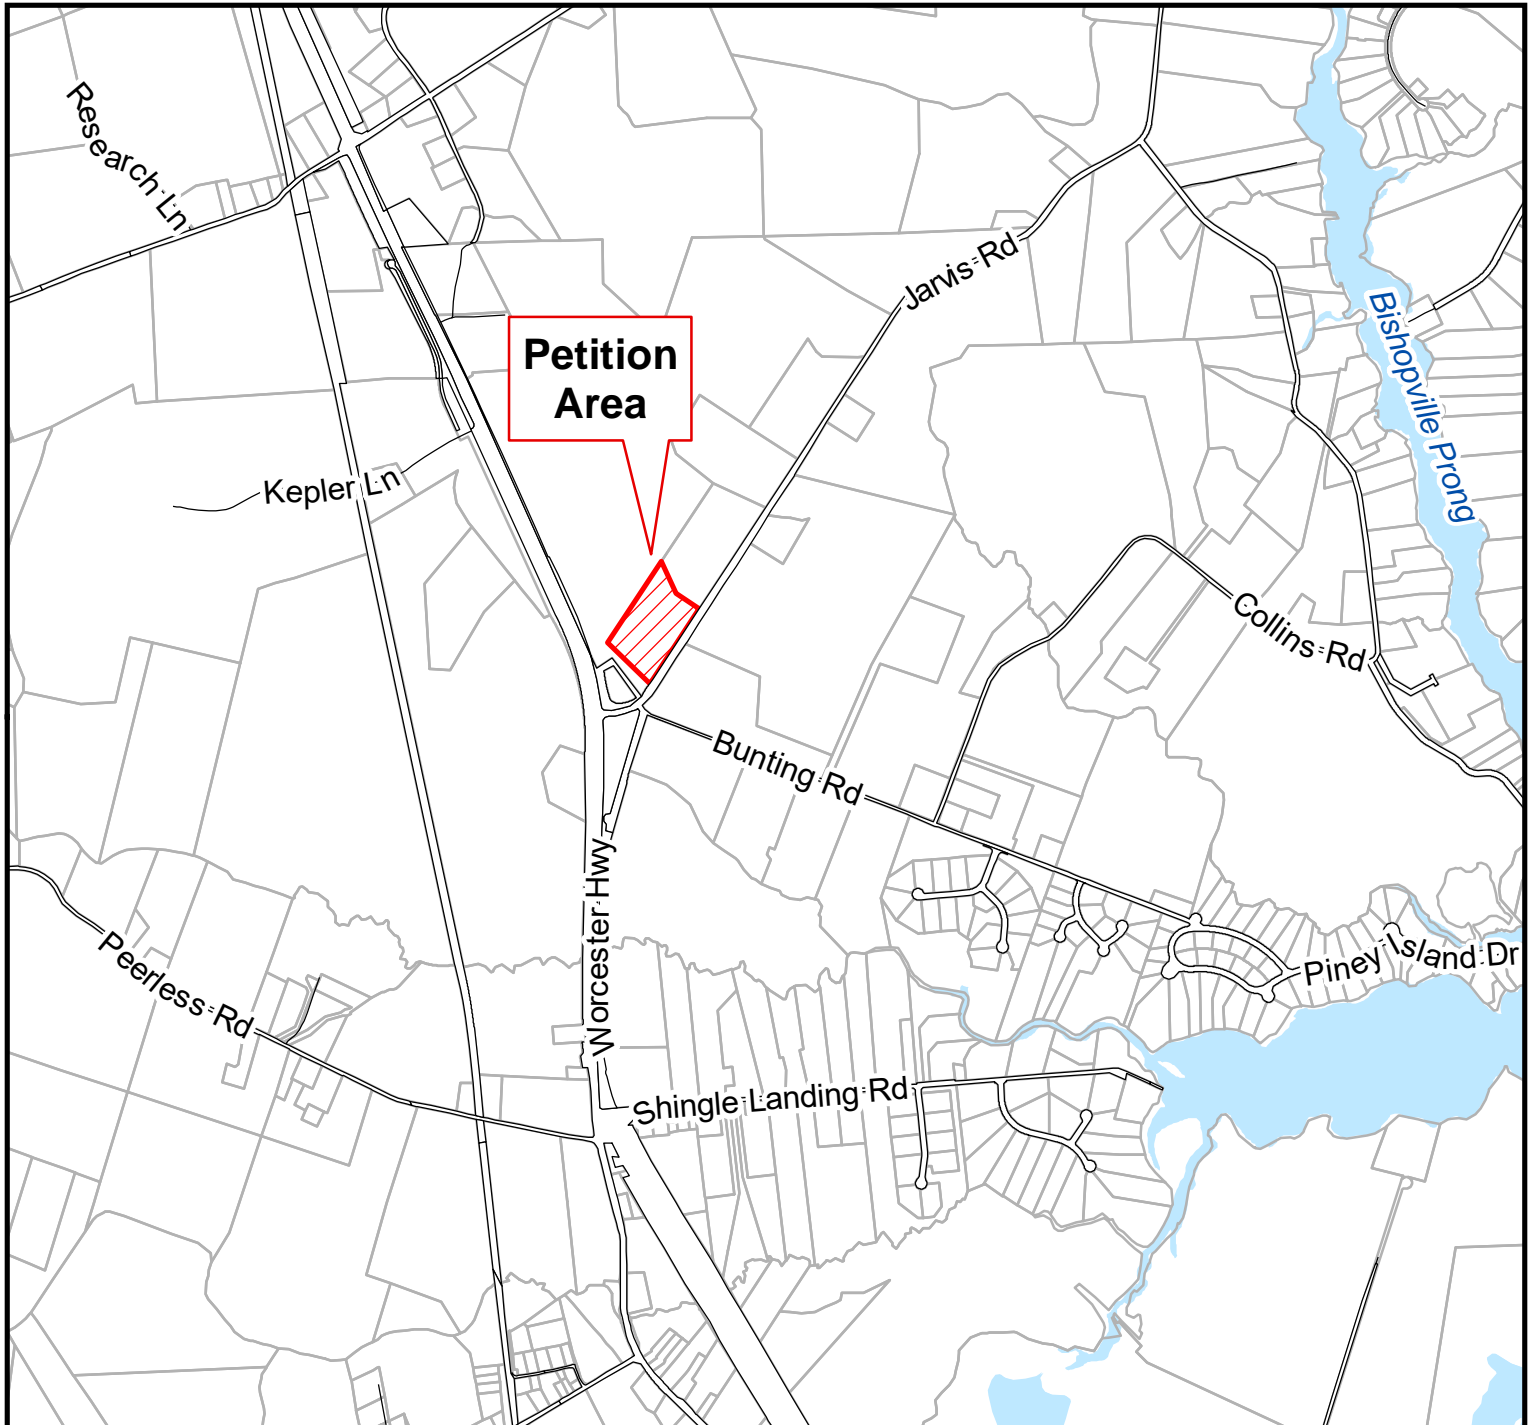 Research Ln
Jarvis Rd
Bishopville Prong
Petition
Area
Kepler Ln
Collins Rd
Bunting Rd
Worcester Hwy
Peerless Rd
Piney Island Dr
Shingle Landing Rd